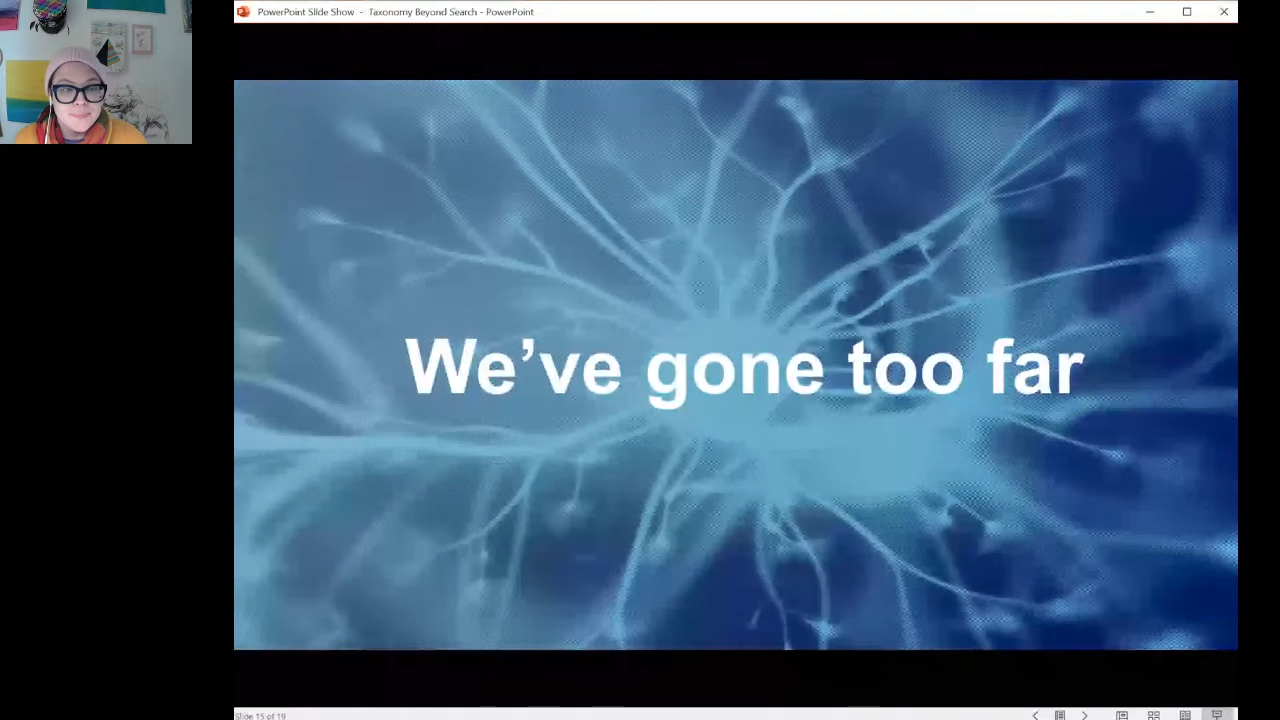 PowerPoint Slide Show - Taxonomy Beyond Search - PowerPoint
We've gone too far
Slide 15 of 19